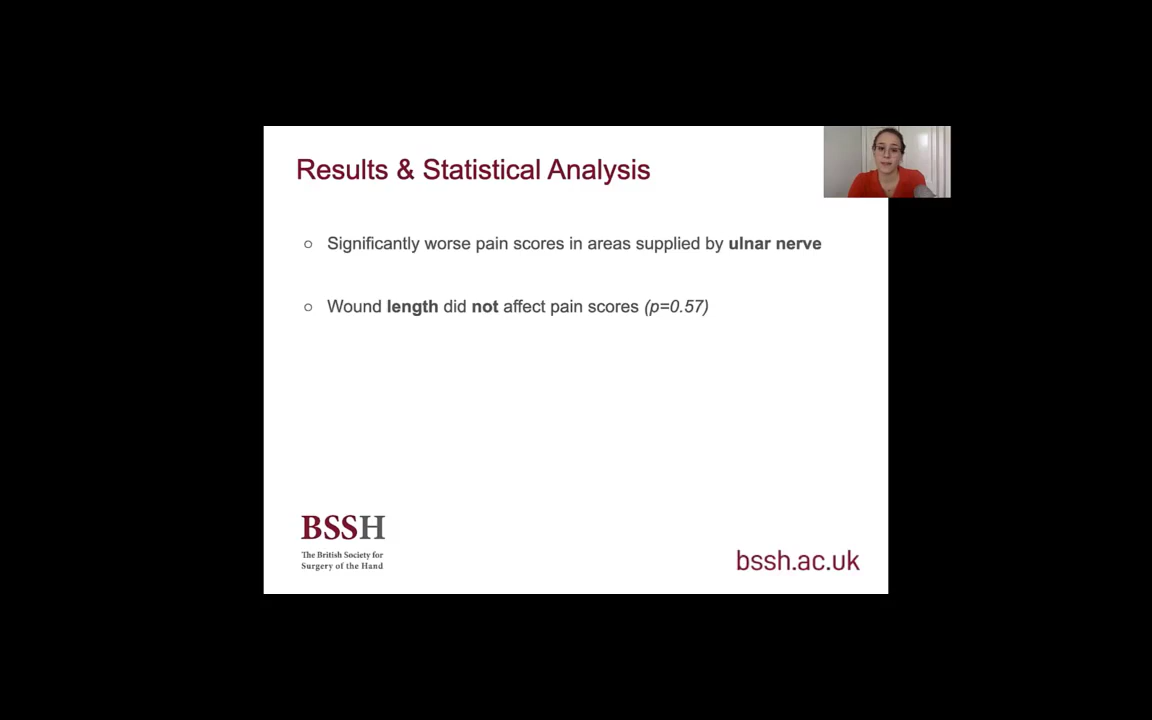 Results & Statistical Analysis
○ Significantly worse pain scores in areas supplied by ulnar nerve
○ Wound length did not affect pain scores (p=0.57)
BSSH
The British Society for
Surgery of the Hand
bssh.ac.uk